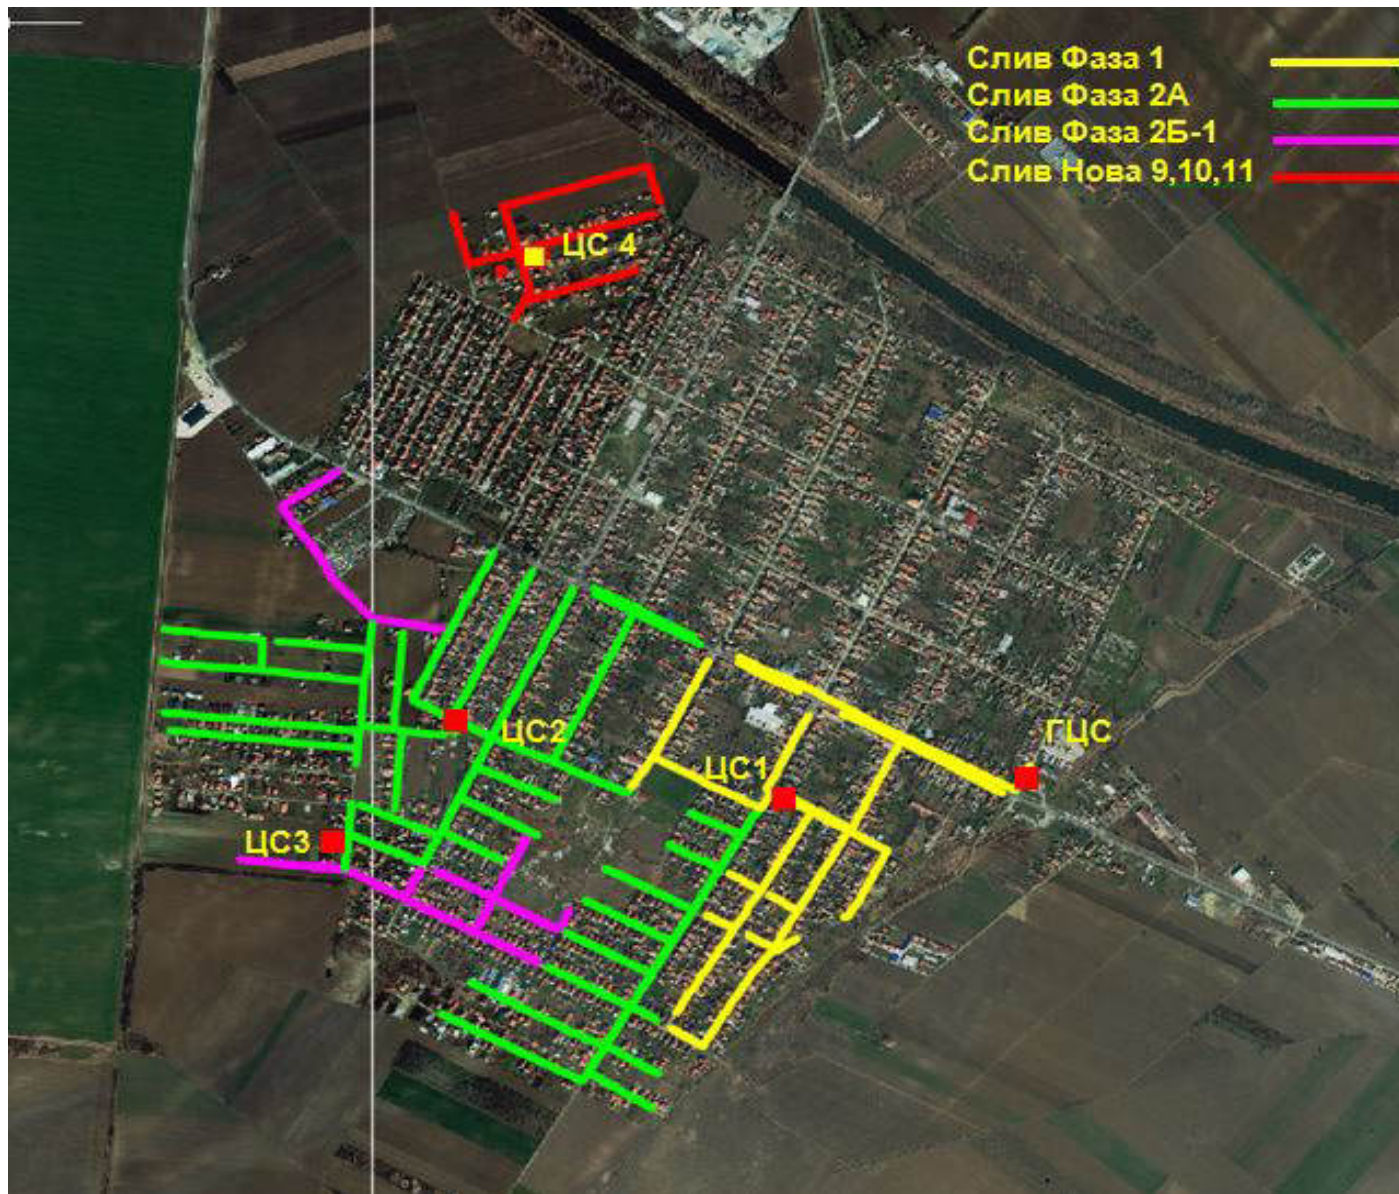 Слив Фаза 1
Слив Фаза 2А
Слив Фаза 2Б-1
Слив Нова 9,10,11
ЦС 4
ЦС2
ЦС1
ГЦС
ЦС3